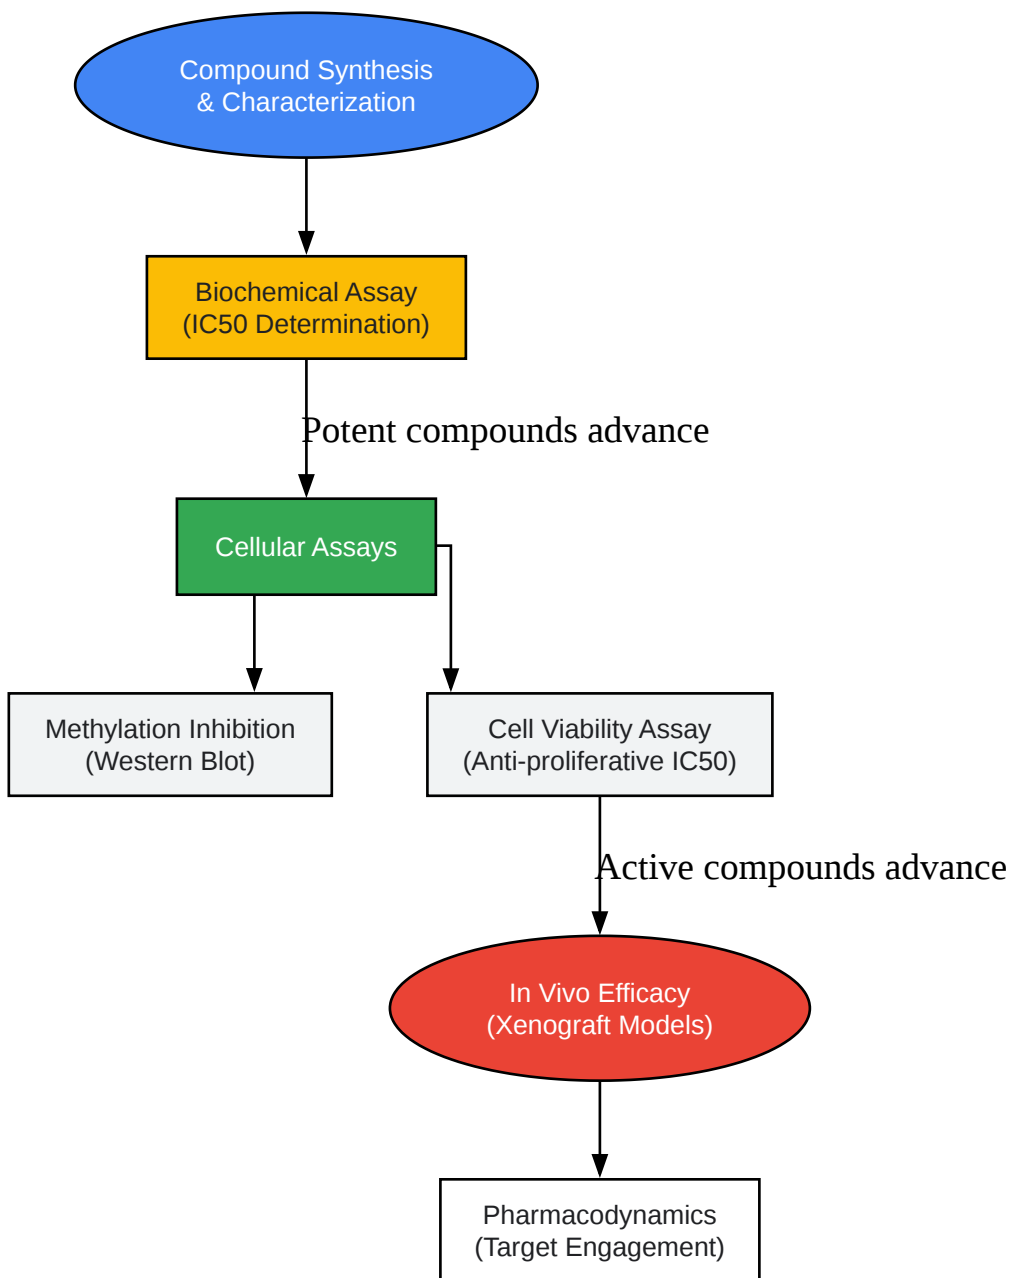 Compound Synthesis
& Characterization
Biochemical Assay
(IC50 Determination)
Potent compounds advance
Cellular Assays
Methylation Inhibition
(Western Blot)
Cell Viability Assay
(Anti-proliferative IC50)
Active compounds advance
In Vivo Efficacy
(Xenograft Models)
Pharmacodynamics
(Target Engagement)